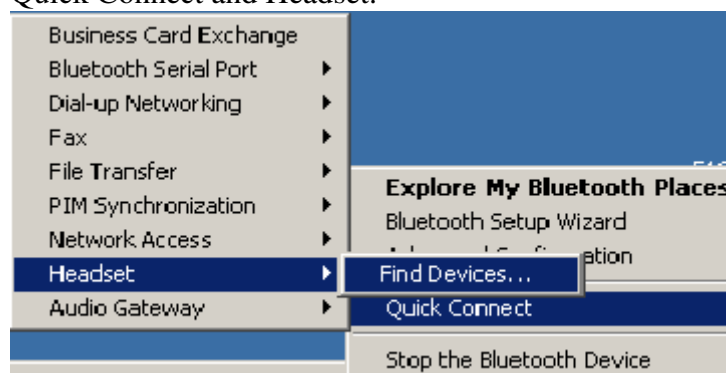 Quick Connect and Headset.
Business Card Exchange
Bluetooth Serial Port
Dial-up Networking
Fax
File Transfer
PIM Synchronization
Network Access
Headset
Audio Gateway
Find Devices...
Explore My Bluetooth Places
Bluetooth Setup Wizard
Quick Connect
Stop the Bluetooth Device